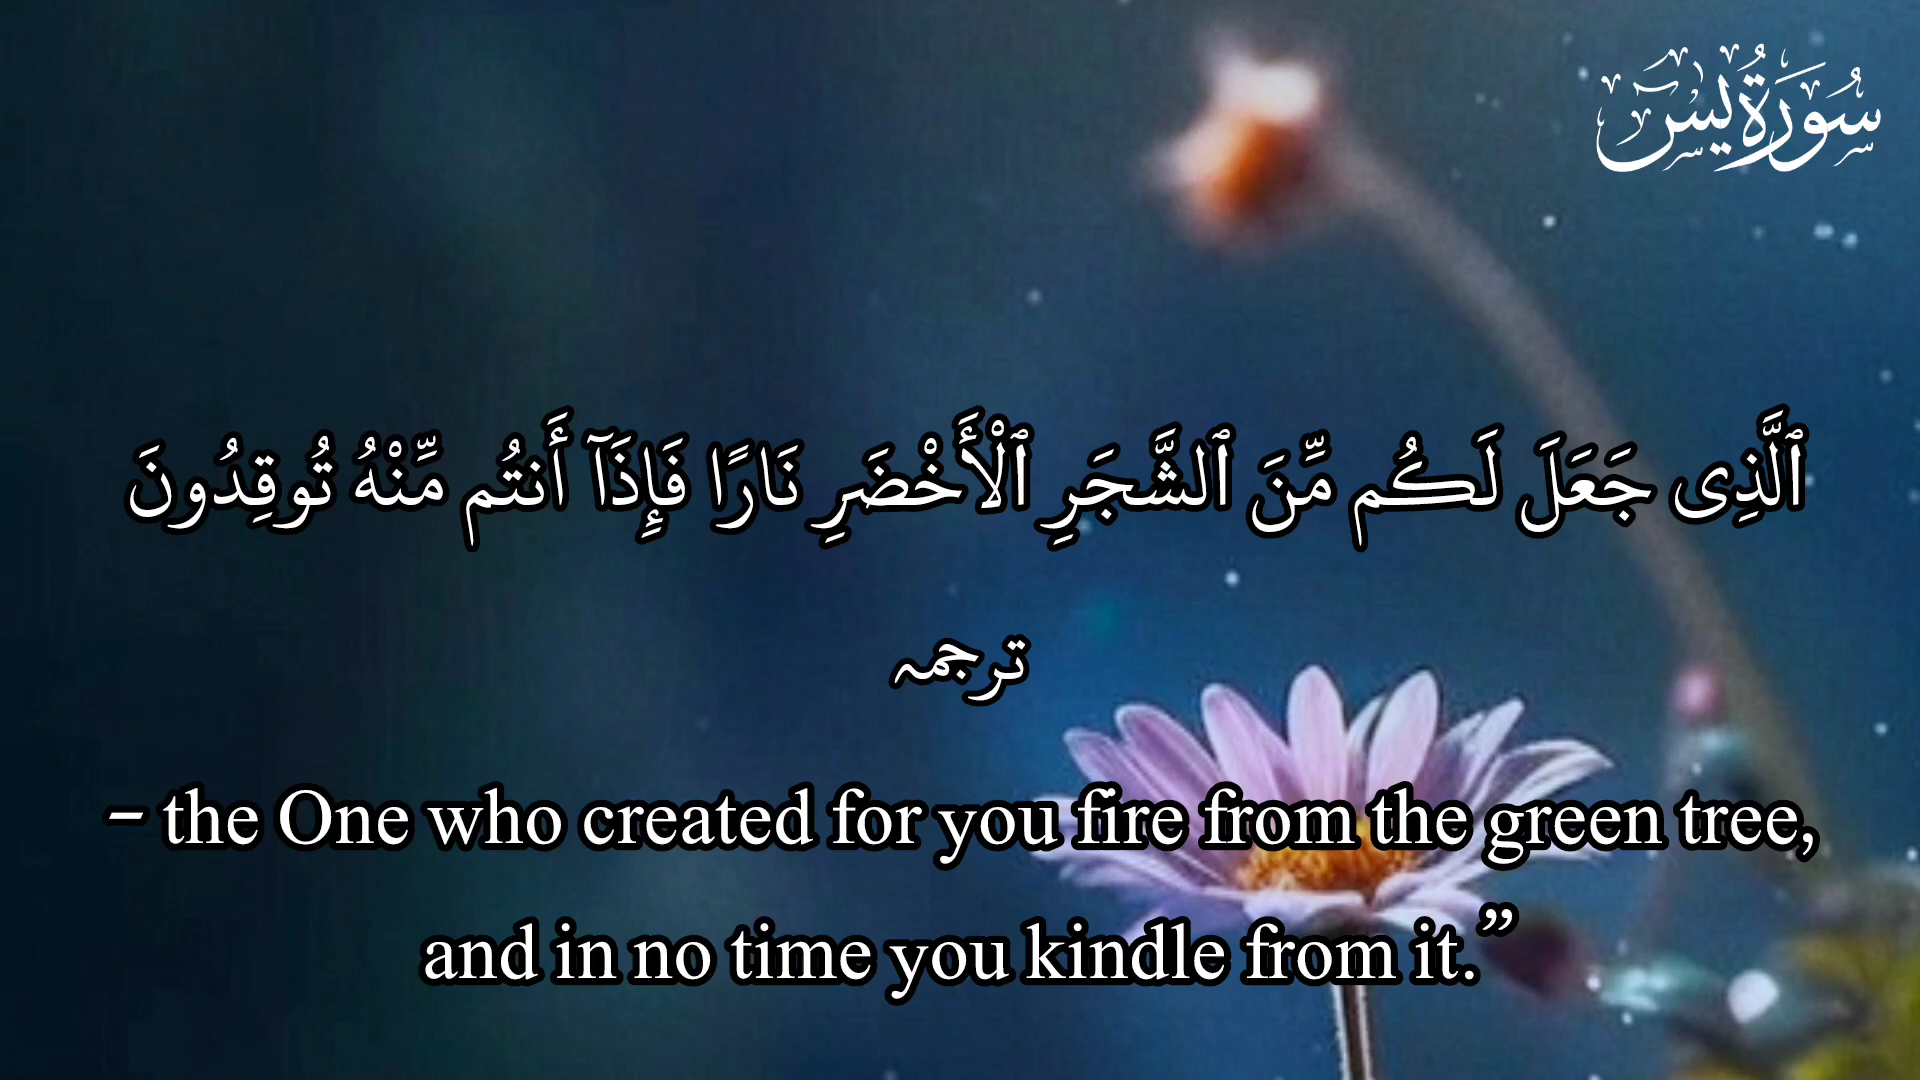 سُورَةُ يسٓ
ٱلَّذِى جَعَلَ لَكُم مِّنَ ٱلشَّجَرِ ٱلْأَخْضَرِ نَارًا فَإِذَآ أَنتُم مِّنْهُ تُوقِدُونَ
ترجمہ
– the One who created for you fire from the green tree,
and in no time you kindle from it.”